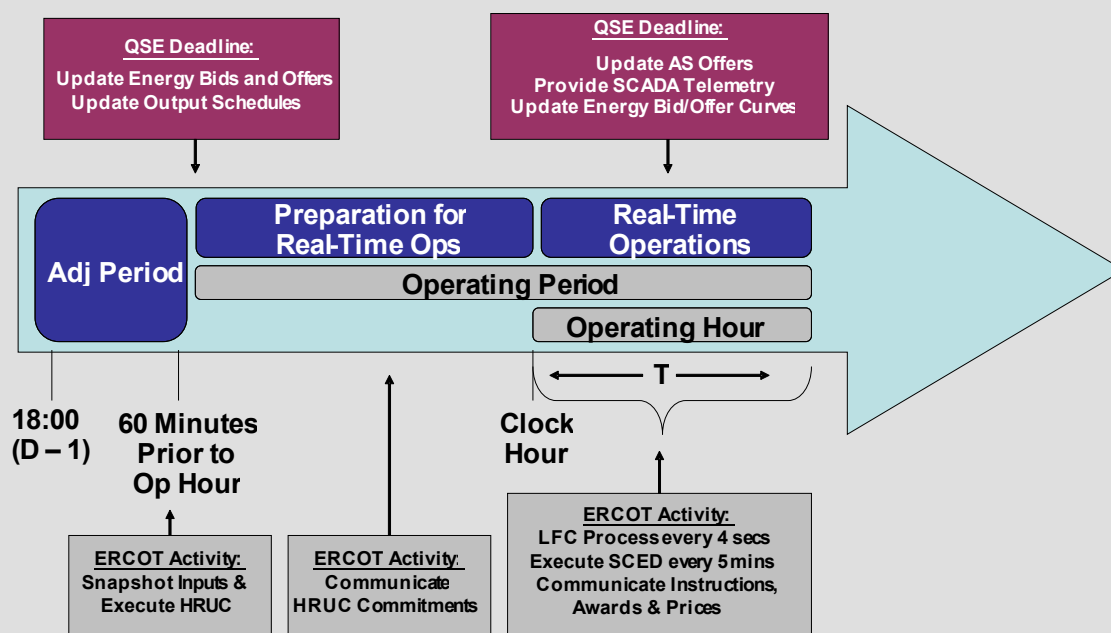 QSE Deadline:
Update Energy Bids and Offers
Update Output Schedules
QSE Deadline:
Update AS Offers
Provide SCADA Telemetry
Update Energy Bid/Offer Curves
Adj Period
Preparation for
Real-Time Ops
Real-Time
Operations
Operating Period
Operating Hour
T
18:00
(D – 1)
60 Minutes
Prior to
Op Hour
Clock
Hour
ERCOT Activity:
Snapshot Inputs &
Execute HRUC
ERCOT Activity:
Communicate
HRUC Commitments
ERCOT Activity:
LFC Process every 4 secs
Execute SCED every 5 mins
Communicate Instructions,
Awards & Prices